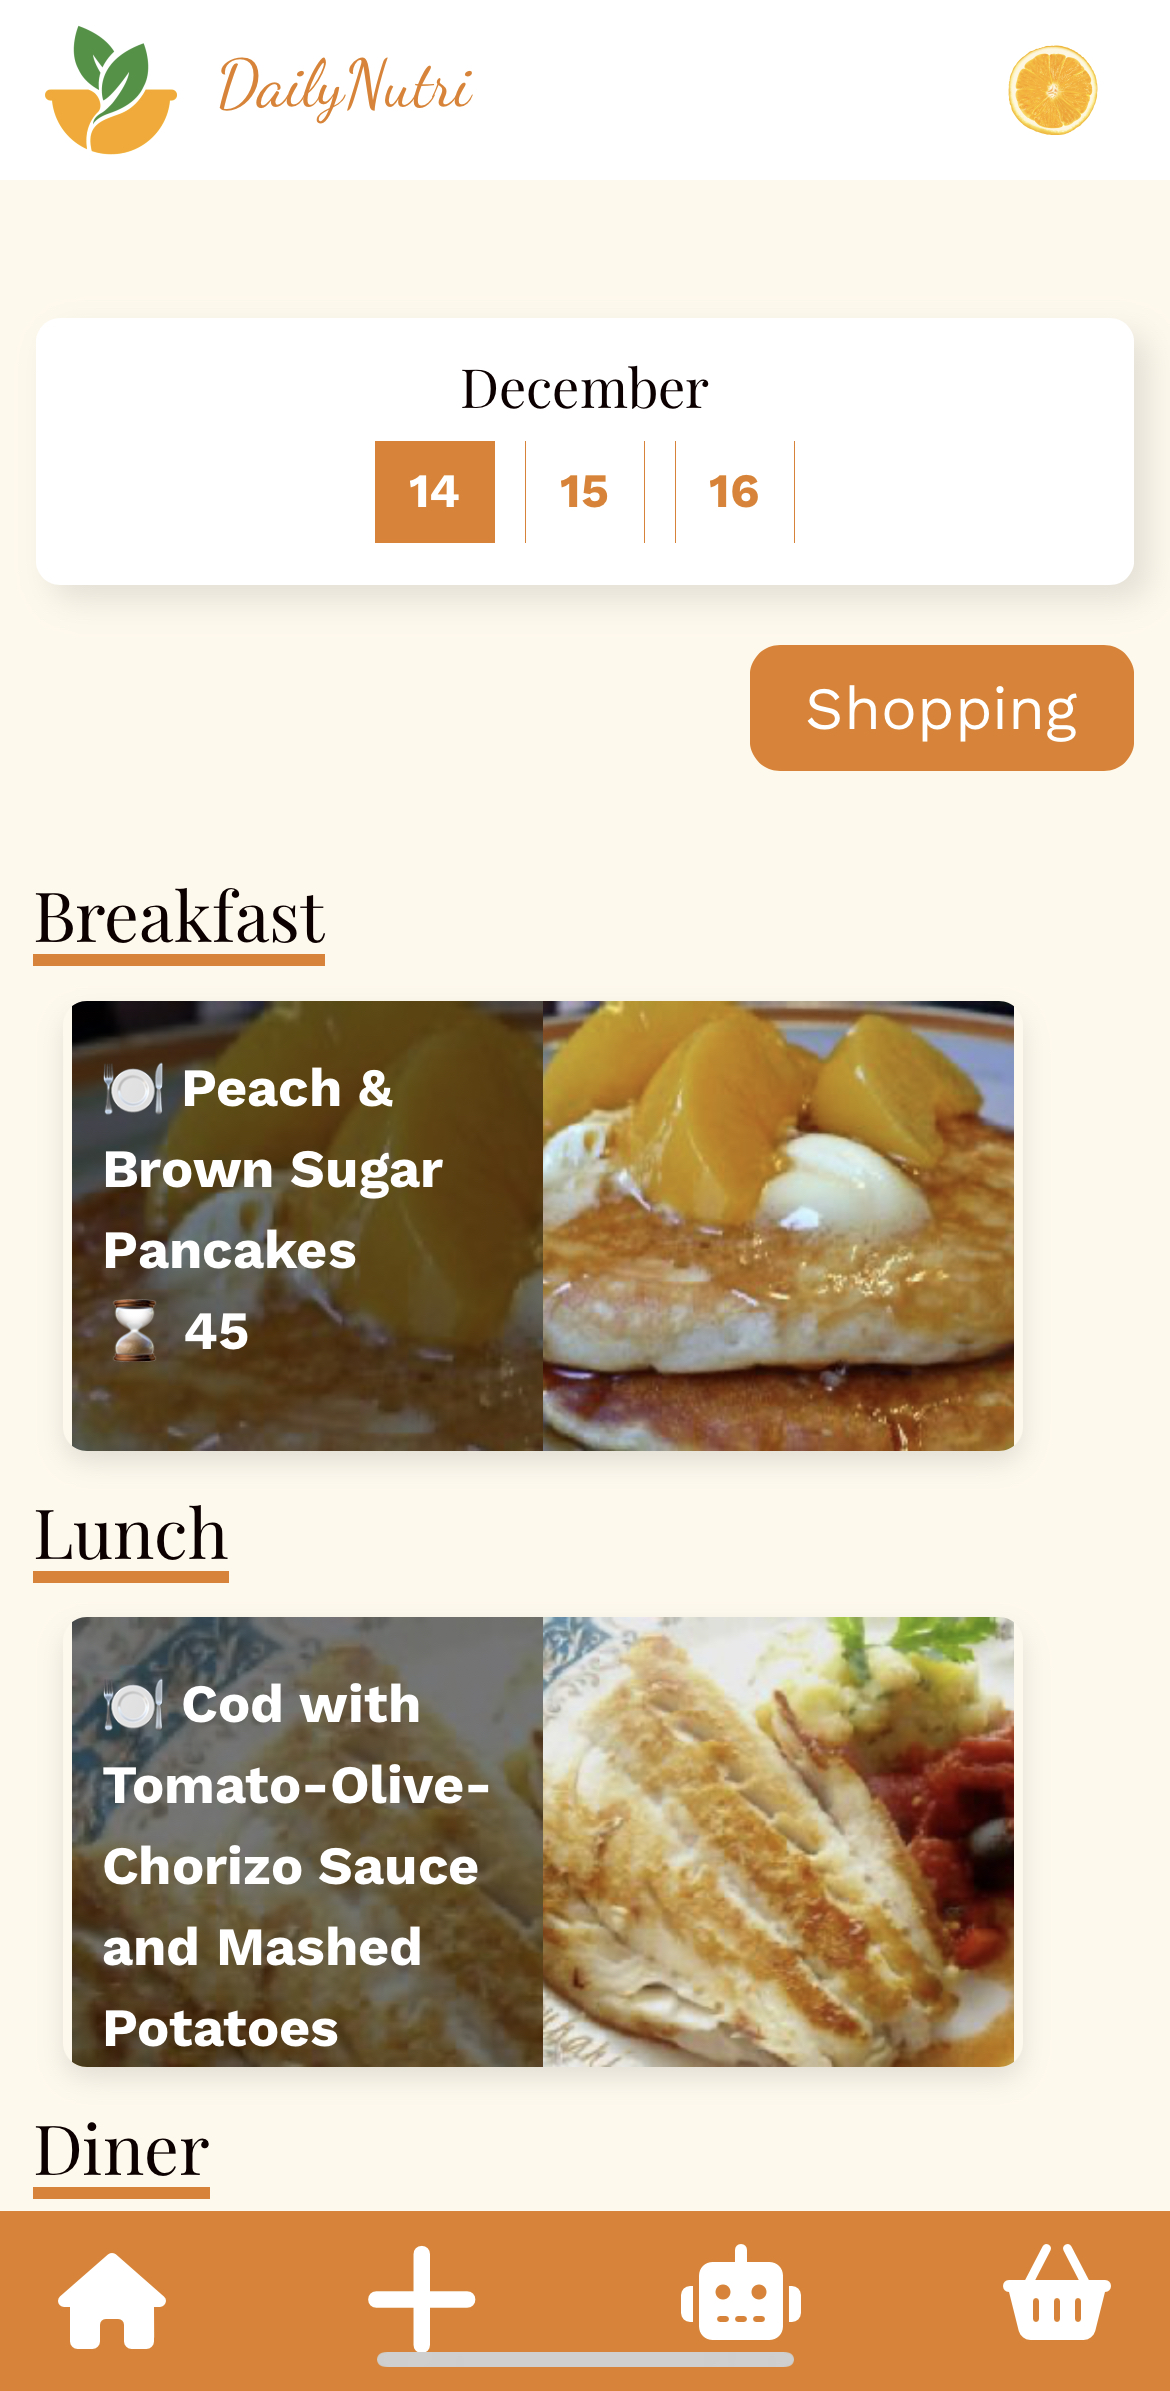 DailyNutri
December
14 15 16
Shopping
Breakfast
🍽️ Peach &
Brown Sugar
Pancakes
⏳ 45
Lunch
🍽️ Cod with
Tomato-Olive-
Chorizo Sauce
and Mashed
Potatoes
Diner